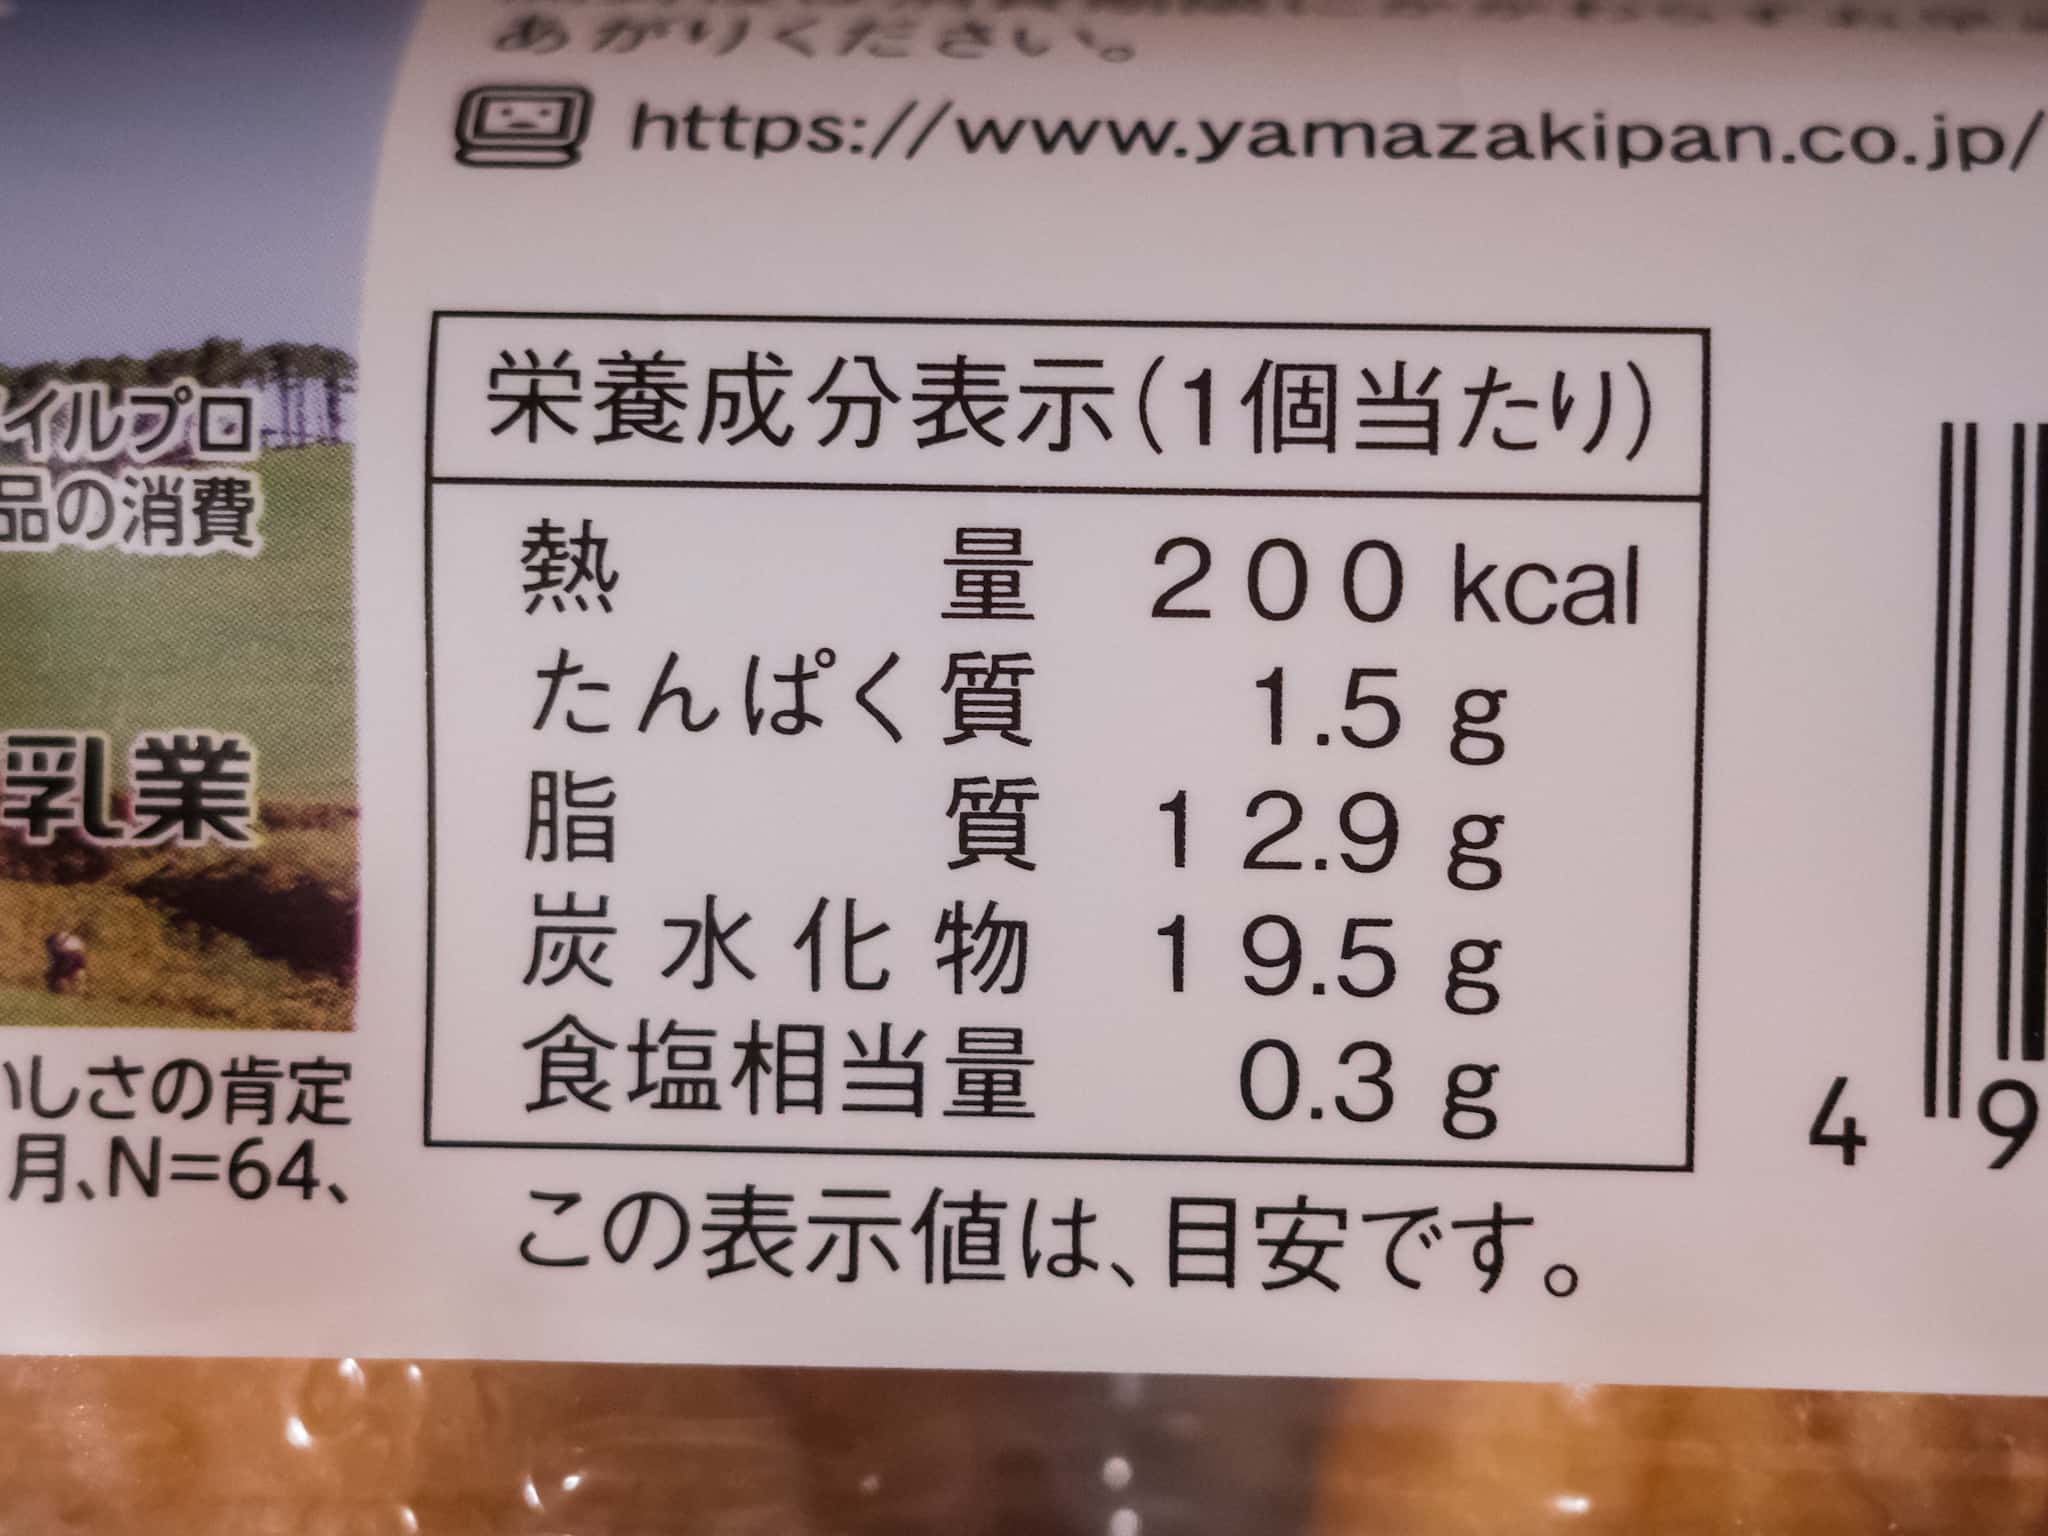 あがりください。
https://www.yamazakipan.co.jp/
イルプロ
品の消費
乳業
いしさの肯定
月、N=64、
栄養成分表示(1個当たり)
熱量 200 kcal
たんぱく質 1.5 g
脂質 12.9 g
炭水化物 19.5 g
食塩相当量 0.3 g
この表示値は、目安です。
4 9